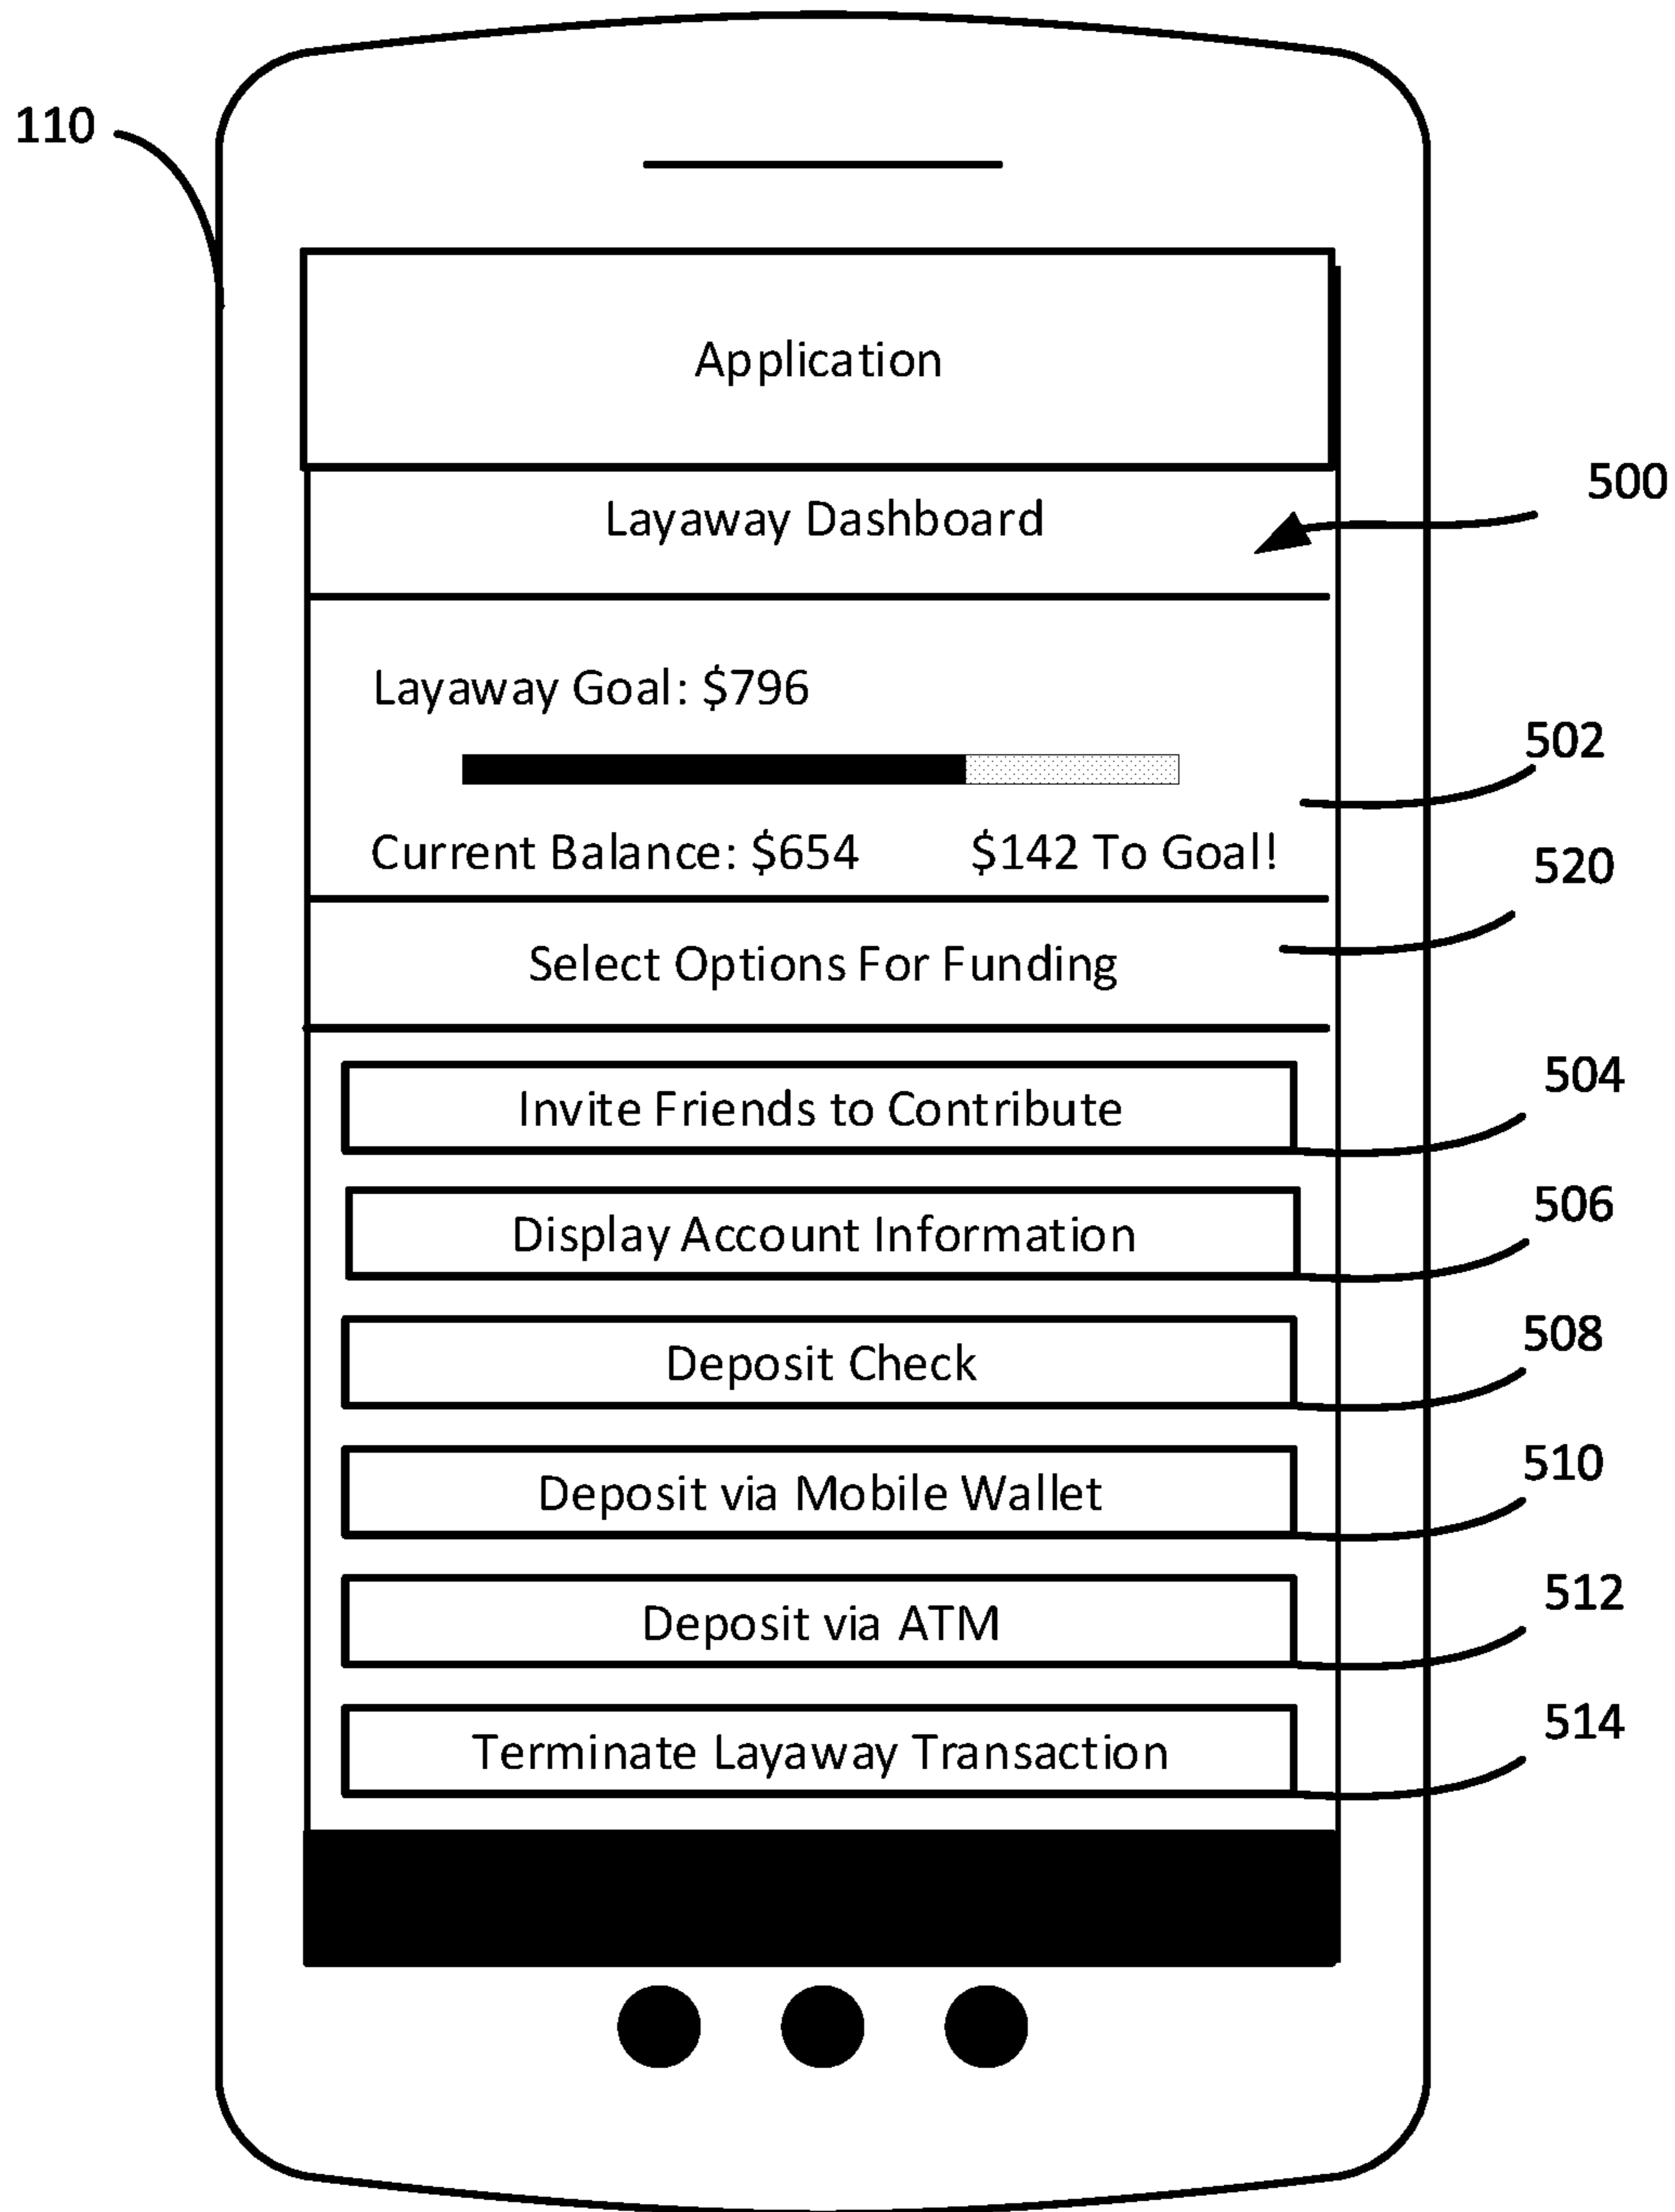 110
Application
Layaway Dashboard
500
Layaway Goal: $796
502
Current Balance: $654 $142 To Goal!
520
Select Options For Funding
504
Invite Friends to Contribute
506
Display Account Information
508
Deposit Check
510
Deposit via Mobile Wallet
512
Deposit via ATM
514
Terminate Layaway Transaction